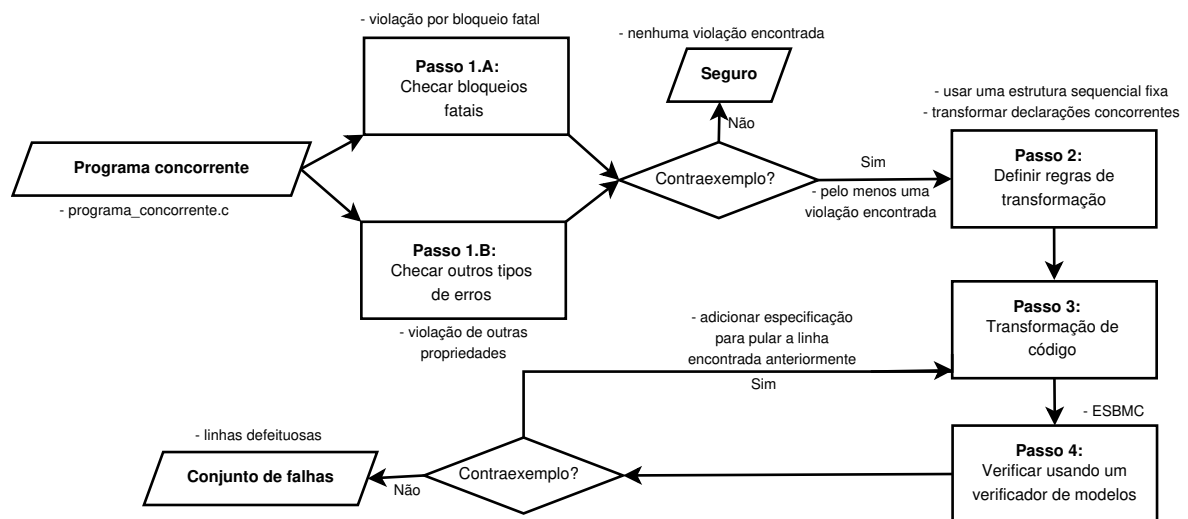 - violação por bloqueio fatal
Passo 1.A:
Checar bloqueios
fatais
- nenhuma violação encontrada
Seguro
Não
- usar uma estrutura sequencial fixa
- transformar declarações concorrentes
Programa concorrente
- programa_concorrente.c
Contraexemplo?
Sim
- pelo menos uma
violação encontrada
Passo 2:
Definir regras de
transformação
Passo 1.B:
Checar outros tipos
de erros
- violação de outras
propriedades
- adicionar especificação
para pular a linha
encontrada anteriormente
Sim
Passo 3:
Transformação de
código
- ESBMC
- linhas defeituosas
Conjunto de falhas
Não
Contraexemplo?
Passo 4:
Verificar usando um
verificador de modelos